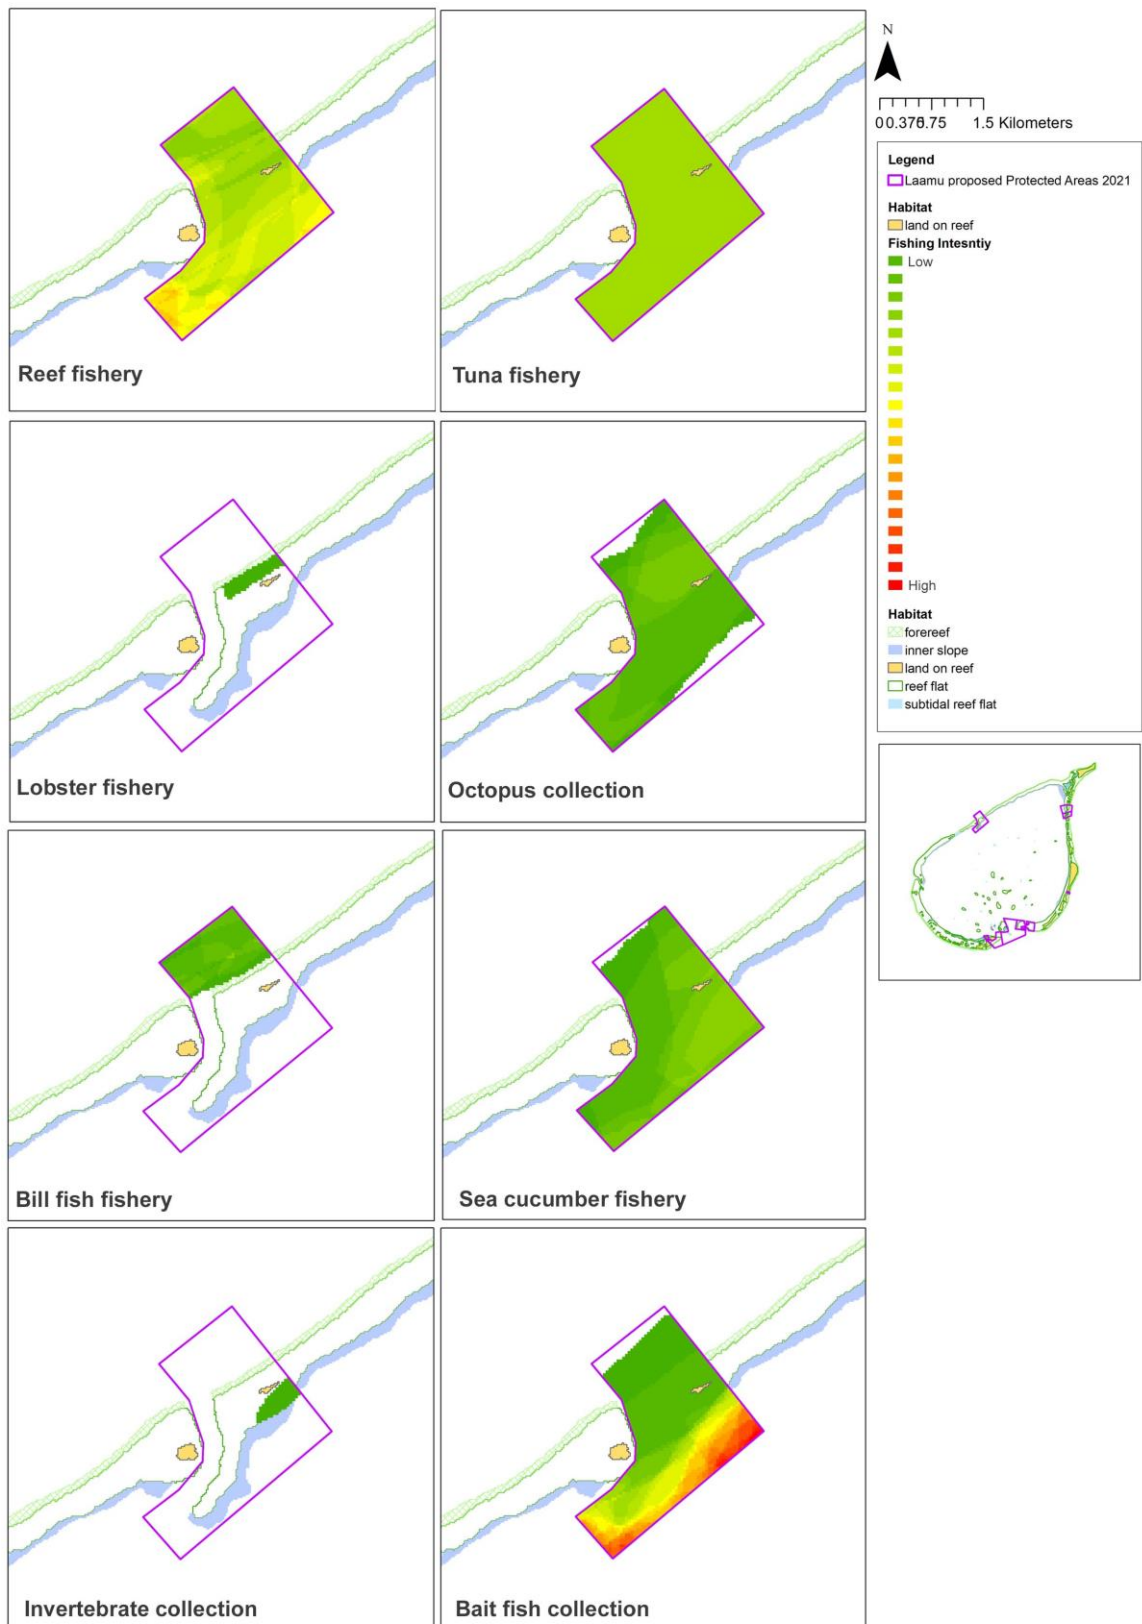 Reef fishery
Tuna fishery
Lobster fishery
Octopus collection
Bill fish fishery
Sea cucumber fishery
Invertebrate collection
Bait fish collection
N
0 0.375 0.75 1.5 Kilometers
Legend
Laamu proposed Protected Areas 2021
Habitat
land on reef
Fishing Intesntiy
Low
High
Habitat
forereef
inner slope
land on reef
reef flat
subtidal reef flat